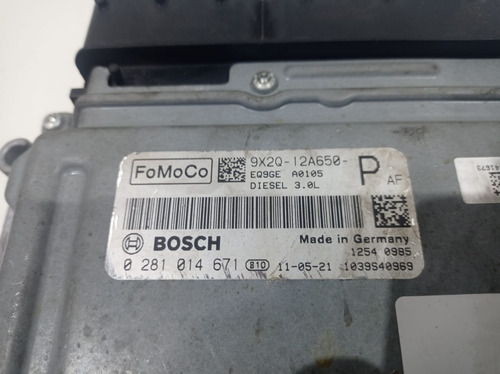 FoMoCo
9X2Q-12A650-
P
AF
EQ9GE A0105
DIESEL 3.0L
BOSCH
Made in Germany
1254 0985
0 281 014 671 B10 11-05-21 1039S40969